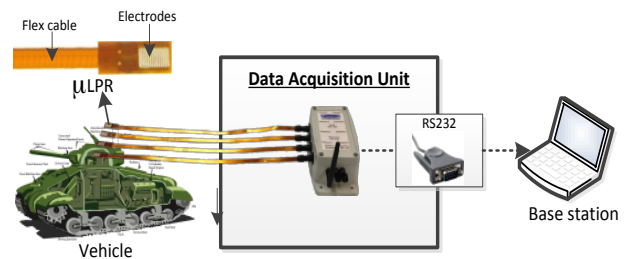 Flex cable
Electrodes
μLPR
Data Acquisition Unit
RS232
Base station
Vehicle